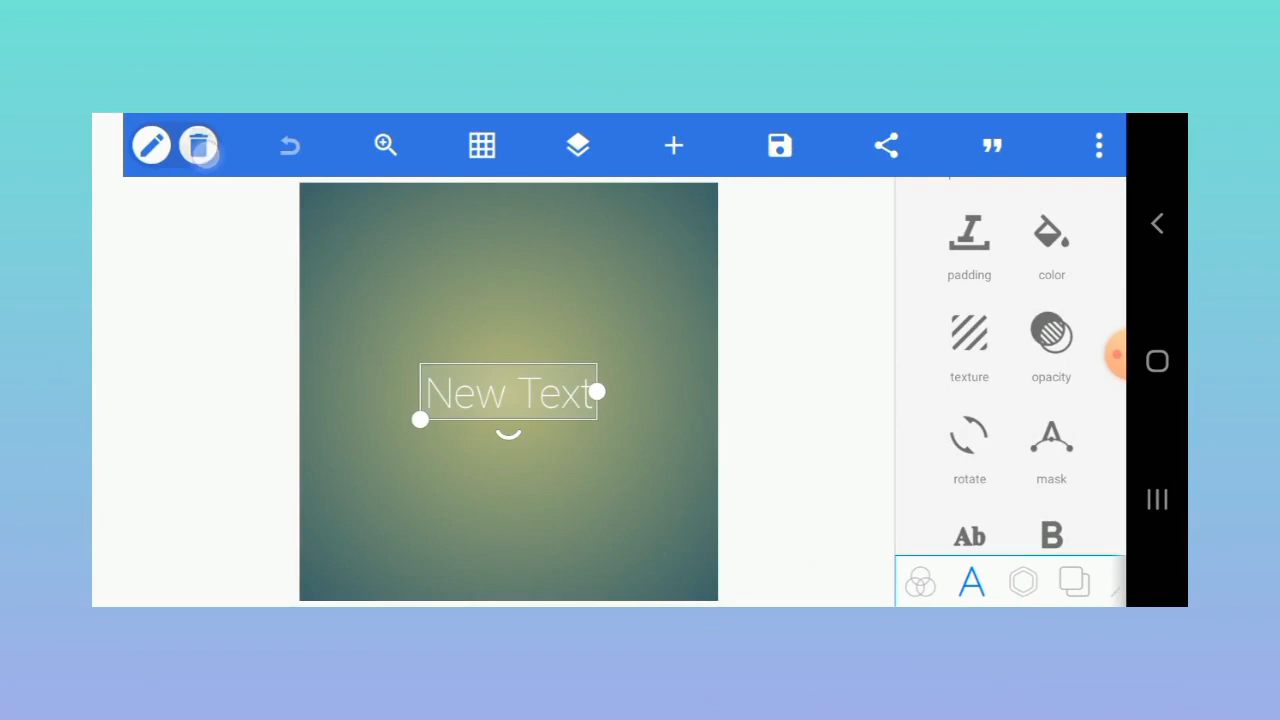 padding
color
New Text
texture
opacity
rotate
mask
Ab
B
A